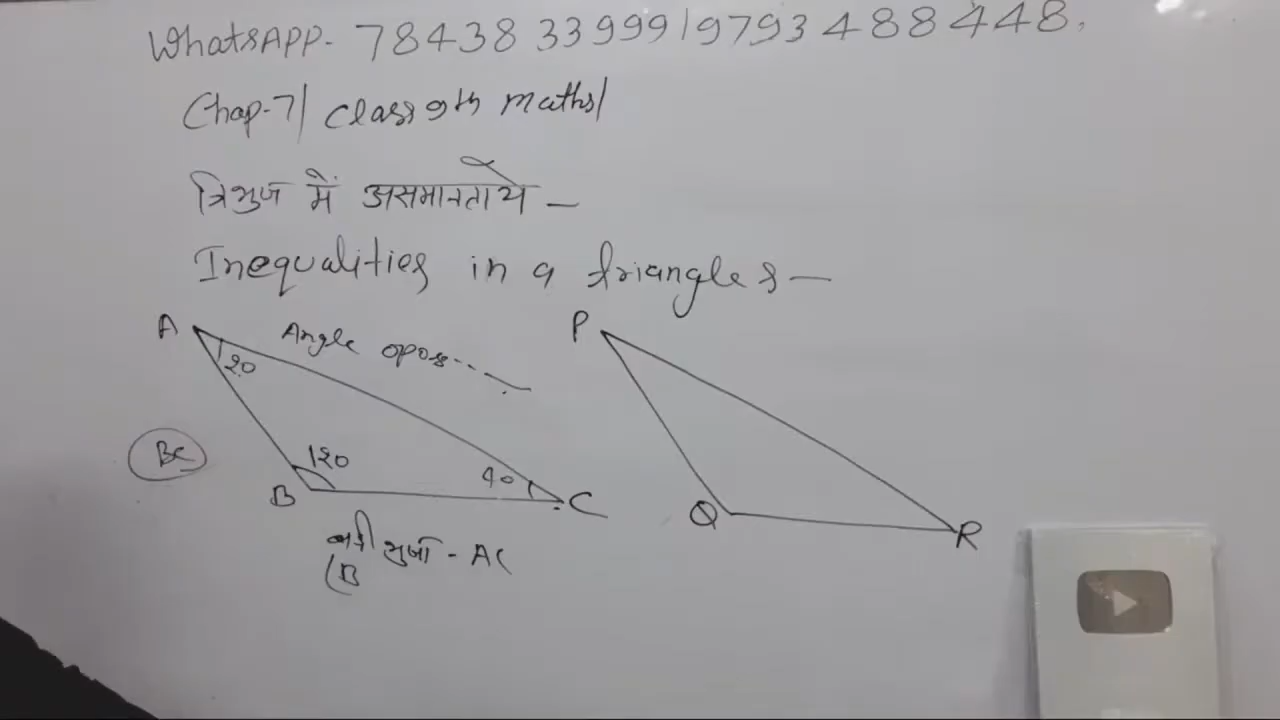 WhatsAPP- 7843833999/9793488448,
Chap-7/ Class 9th maths/
त्रिभुज में असमानताये –
Inequalities in a triangles –
A
Angle opos---
P
20
BC
120
40
B
C
Q
R
बड़ी भुजा - AC
(B